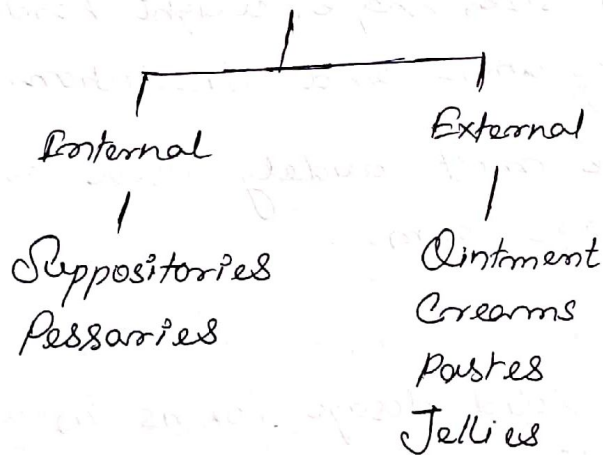 Internal
External
Suppositories
Pessaries
Ointment
Creams
Pastes
Jellies